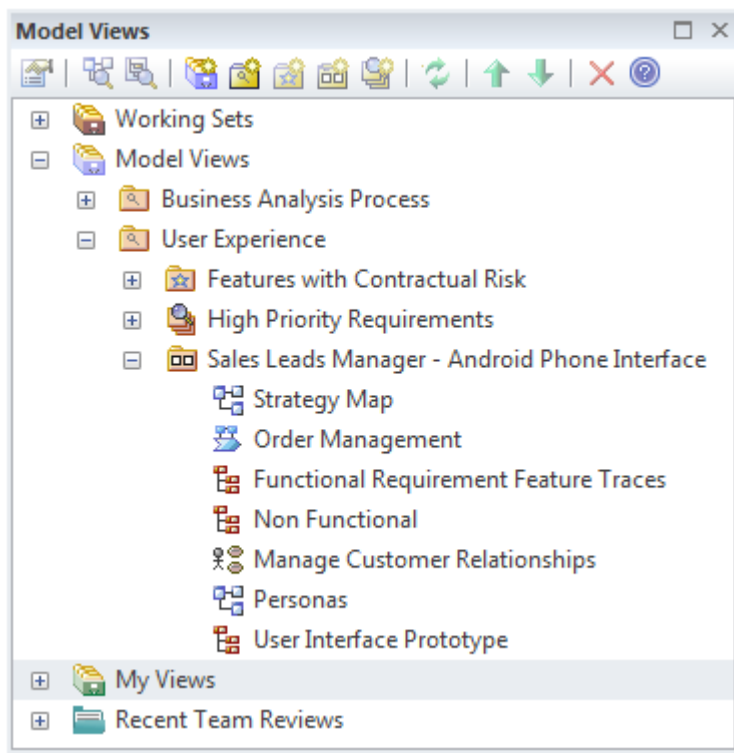 Model Views
Working Sets
Model Views
Business Analysis Process
User Experience
Features with Contractual Risk
High Priority Requirements
Sales Leads Manager - Android Phone Interface
Strategy Map
Order Management
Functional Requirement Feature Traces
Non Functional
Manage Customer Relationships
Personas
User Interface Prototype
My Views
Recent Team Reviews